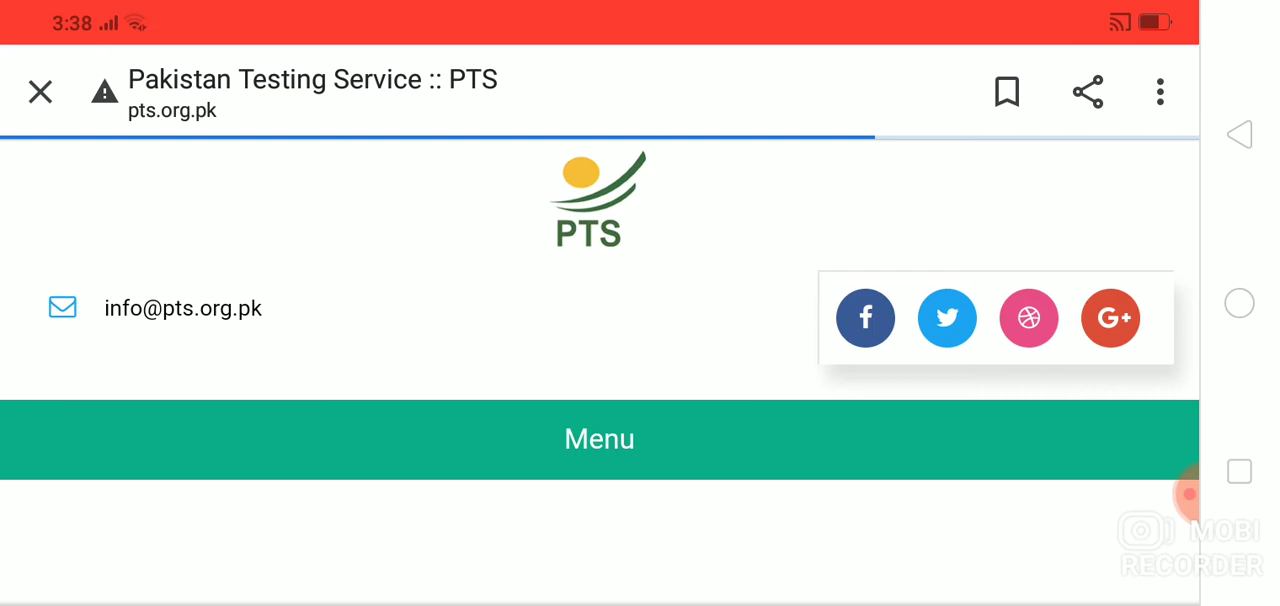 3:38
Pakistan Testing Service :: PTS
pts.org.pk
PTS
info@pts.org.pk
f
G+
Menu
MOBI
RECORDER